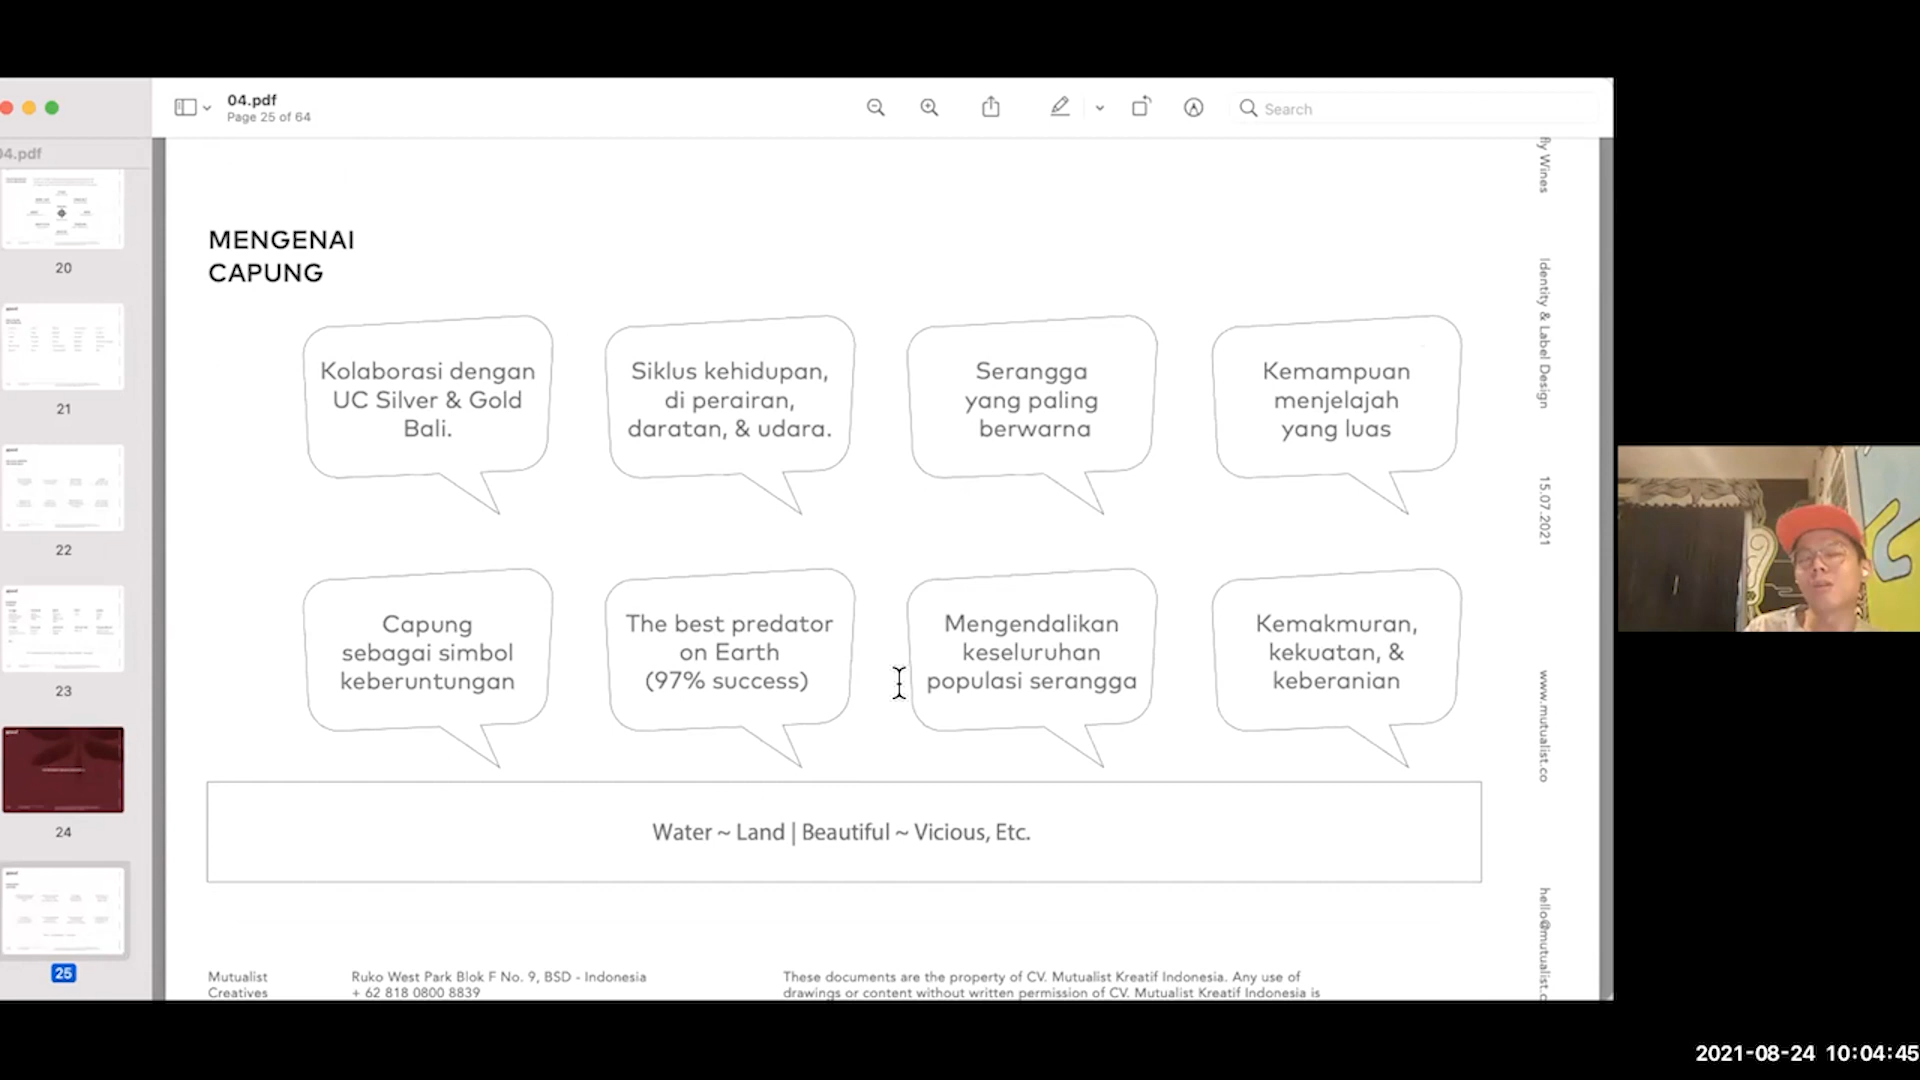 04.pdf
Page 25 of 64
Search
04.pdf
20
21
22
23
24
25
MENGENAI
CAPUNG
Kolaborasi dengan
UC Silver & Gold
Bali.
Siklus kehidupan,
di perairan,
daratan, & udara.
Serangga
yang paling
berwarna
Kemampuan
menjelajah
yang luas
Capung
sebagai simbol
keberuntungan
The best predator
on Earth
(97% success)
Mengendalikan
keseluruhan
populasi serangga
Kemakmuran,
kekuatan, &
keberanian
Water ~ Land | Beautiful ~ Vicious, Etc.
Mutualist
Creatives
Ruko West Park Blok F No. 9, BSD - Indonesia
+ 62 818 0800 8839
These documents are the property of CV. Mutualist Kreatif Indonesia. Any use of
drawings or content without written permission of CV. Mutualist Kreatif Indonesia is
fly Wines
Identity & Label Design
15.07.2021
www.mutualist.co
hello@mutualist.c
2021-08-24 10:04:45